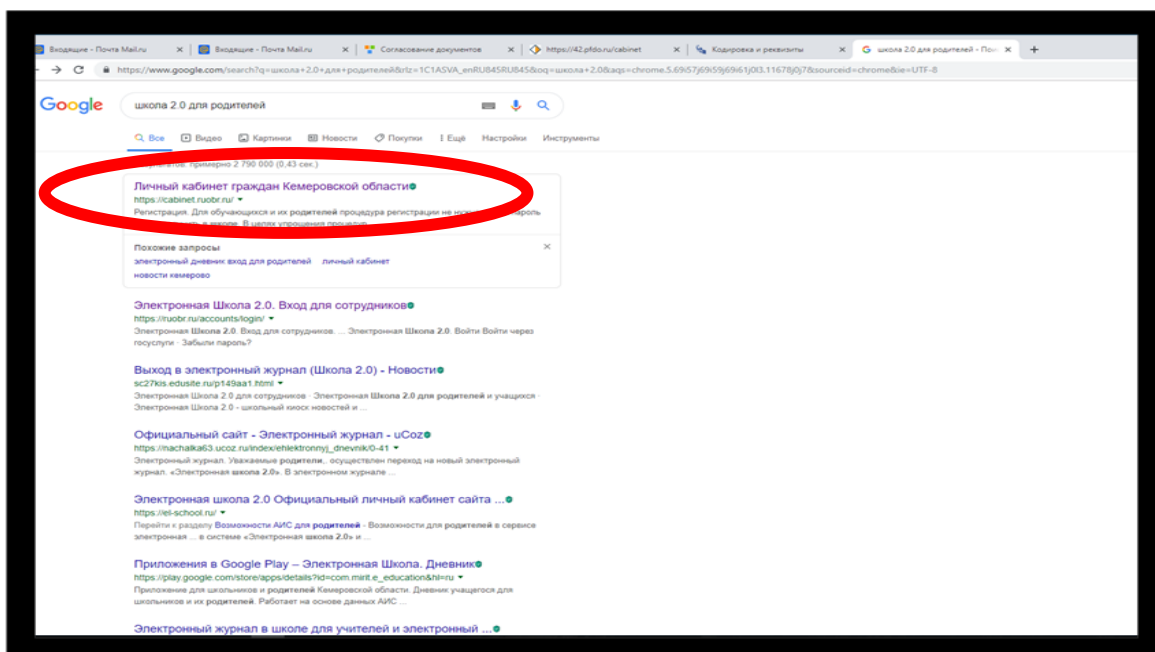 Входящие - Почта Mail.ru
Входящие - Почта Mail.ru
Согласование документов
https://42.pfdo.ru/cabinet
Кодировка и реквизиты
школа 2.0 для родителей - Пои
https://www.google.com/search?q=школа+2.0+для+родителей&rlz=1C1ASVA_enRU845RU845&oq=школа+2.0&aqs=chrome.5.69i57j69i59j69i61j0l3.11678j0j7&sourceid=chrome&ie=UTF-8
Google
школа 2.0 для родителей
Все Видео Картинки Новости Покупки Ещё Настройки Инструменты
примерно 2 790 000 (0,43 сек.)
Личный кабинет граждан Кемеровской области
https://cabinet.ruobr.ru/
Регистрация. Для обучающихся и их родителей процедура регистрации не
в школе. В целях упрощения
Похожие запросы
электронный дневник вход для родителей личный кабинет
новости кемерово
Электронная Школа 2.0. Вход для сотрудников
https://ruobr.ru/accounts/login/
Электронная Школа 2.0. Вход для сотрудников. ... Электронная Школа 2.0. Войти Войти через
госуслуги · Забыли пароль?
Выход в электронный журнал (Школа 2.0) - Новости
sc27kis.edusite.ru/p149aa1.html
Электронная Школа 2.0 для сотрудников · Электронная Школа 2.0 для родителей и учащихся ·
Электронная Школа 2.0 - школьный киоск новостей и ...
Официальный сайт - Электронный журнал - uCoz
https://nachalka63.ucoz.ru/index/ehlektronnyj_dnevnik/0-41
Электронный журнал. Уважаемые родители,, осуществлен переход на новый электронный
журнал. «Электронная школа 2.0». В электронном журнале ...
Электронная школа 2.0 Официальный личный кабинет сайта ...
https://el-school.ru/
Перейти к разделу Возможности АИС для родителей - Возможности для родителей в сервисе
электронная ... в системе «Электронная школа 2.0» и ...
Приложения в Google Play – Электронная Школа. Дневник
https://play.google.com/store/apps/details?id=com.mirit.e_education&hl=ru
Приложение для школьников и родителей Кемеровской области. Дневник учащегося для
школьников и их родителей. Работает на основе данных АИС ...
Электронный журнал в школе для учителей и электронный ...